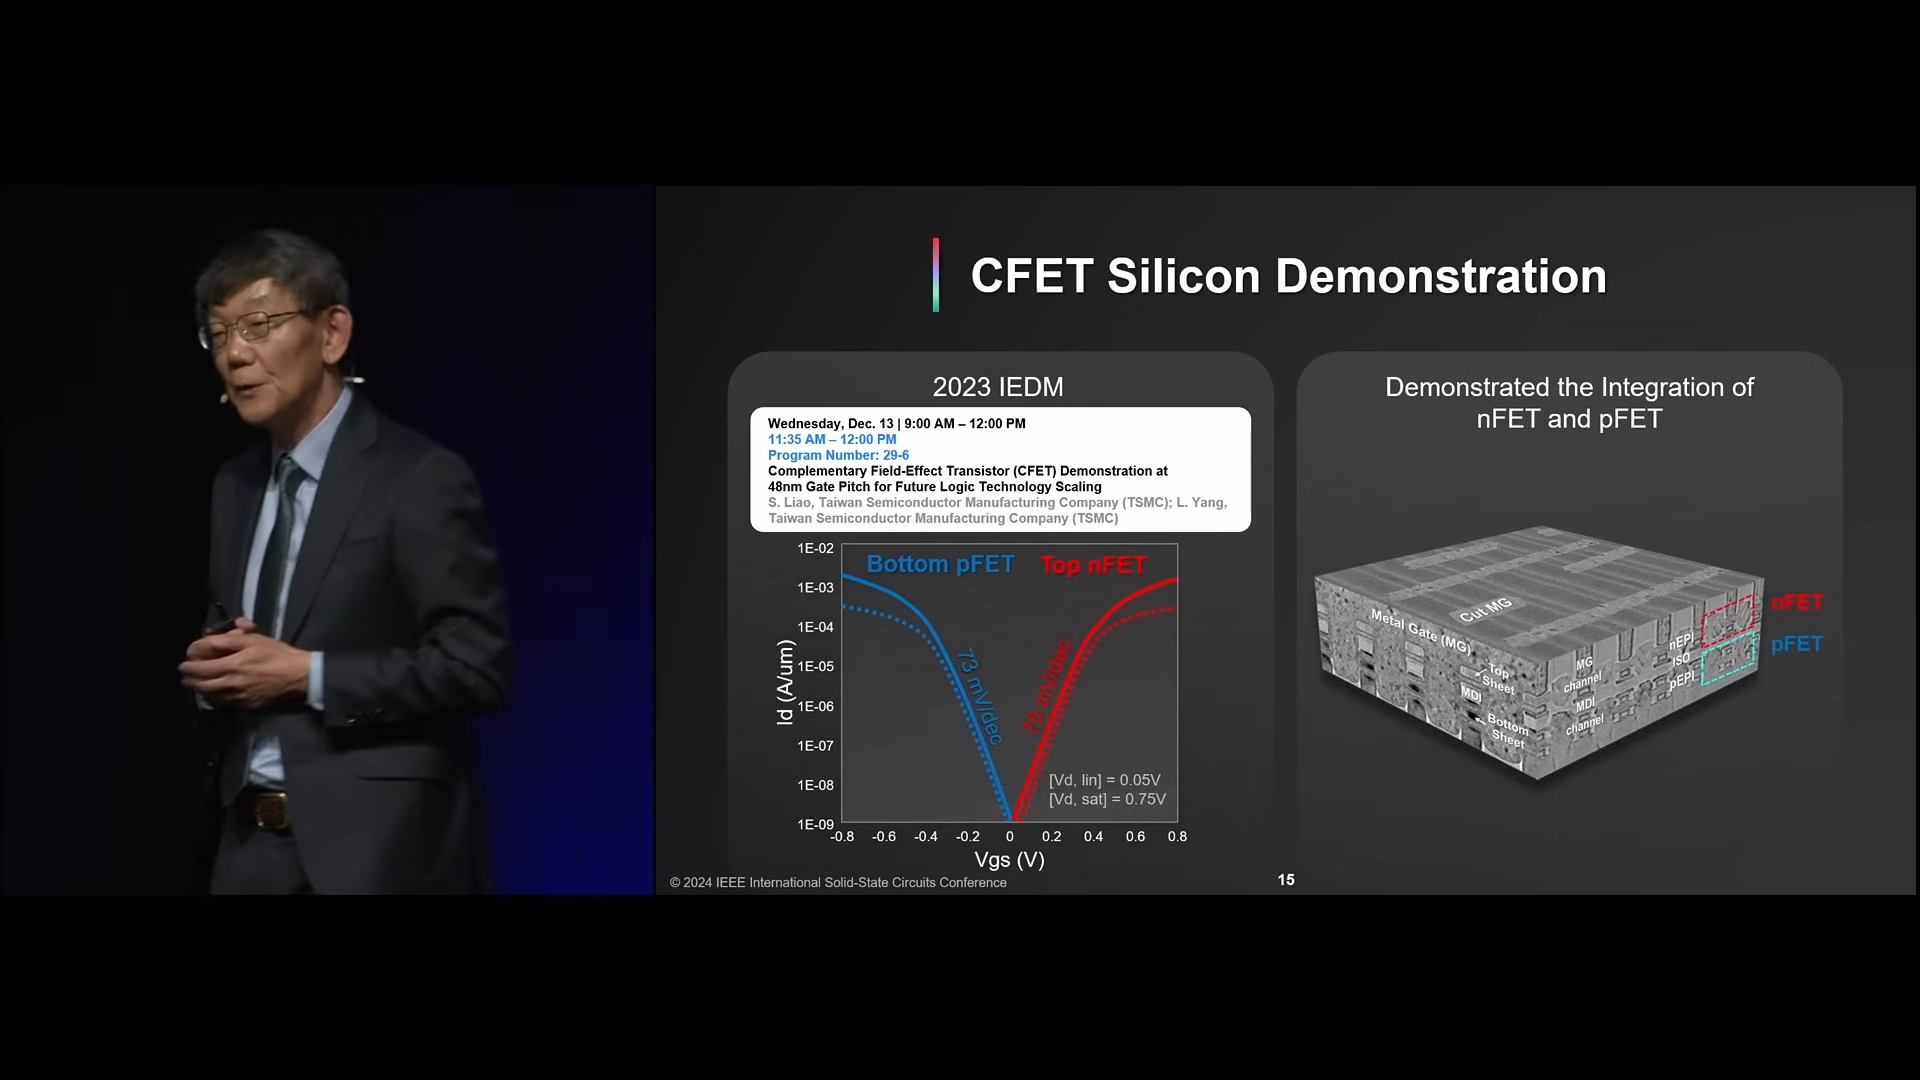 CFET Silicon Demonstration
2023 IEDM
Wednesday, Dec. 13 | 9:00 AM – 12:00 PM
11:35 AM – 12:00 PM
Program Number: 29-6
Complementary Field-Effect Transistor (CFET) Demonstration at
48nm Gate Pitch for Future Logic Technology Scaling
S. Liao, Taiwan Semiconductor Manufacturing Company (TSMC); L. Yang,
Taiwan Semiconductor Manufacturing Company (TSMC)
Bottom pFET
Top nFET
1E-02
1E-03
1E-04
1E-05
1E-06
1E-07
1E-08
1E-09
Id (A/um)
73 mV/dec
75 mV/dec
[Vd, lin] = 0.05V
[Vd, sat] = 0.75V
-0.8 -0.6 -0.4 -0.2 0 0.2 0.4 0.6 0.8
Vgs (V)
Demonstrated the Integration of
nFET and pFET
Cut MG
Metal Gate (MG)
Top
Sheet
MDI
Bottom
Sheet
MG
channel
MDI
channel
nEPI
ISO
pEPI
nFET
pFET
© 2024 IEEE International Solid-State Circuits Conference
15